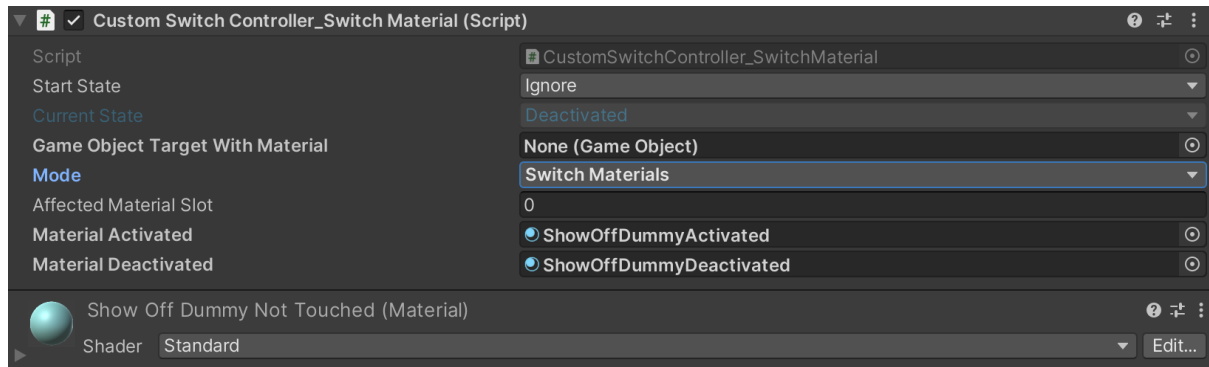 # Custom Switch Controller_Switch Material (Script)
Script # CustomSwitchController_SwitchMaterial
Start State Ignore
Current State Deactivated
Game Object Target With Material None (Game Object)
Mode Switch Materials
Affected Material Slot 0
Material Activated ShowOffDummyActivated
Material Deactivated ShowOffDummyDeactivated
Show Off Dummy Not Touched (Material)
Shader Standard Edit...